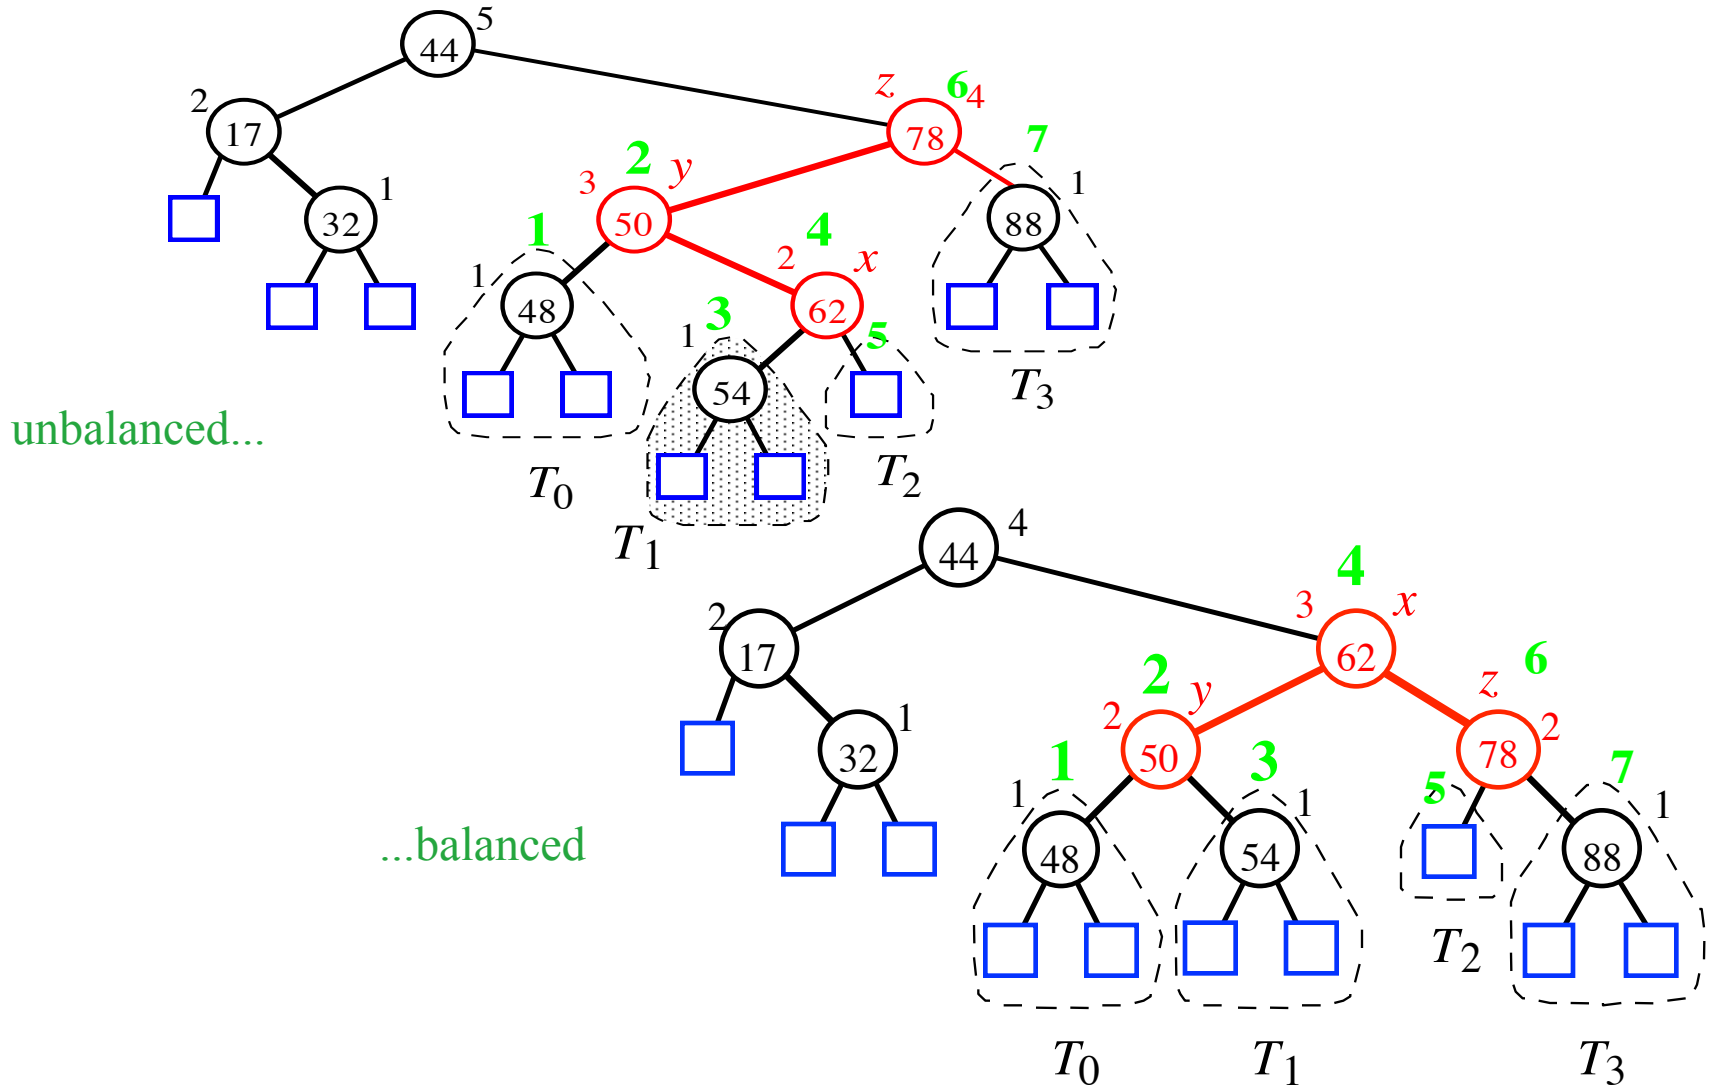 44 5
z 6 4
2 17 78 7
2 y
3 50 1 88
32 1
1 4
2 x
1 48 62
3 5
1 54
T3
unbalanced...
T0 T2
T1
44 4
4
3 x
2 17 62
2 y z 6
2 50 78 2
32 1
1 3 5 7
1 48 1 54 88 1
...balanced
T2
T0 T1 T3